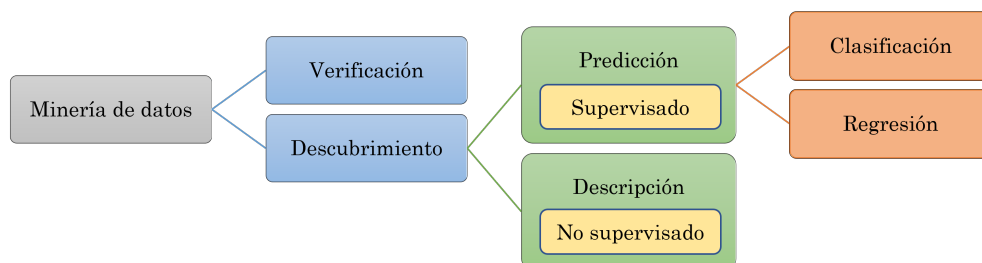 Minería de datos
Verificación
Descubrimiento
Predicción
Supervisado
Descripción
No supervisado
Clasificación
Regresión